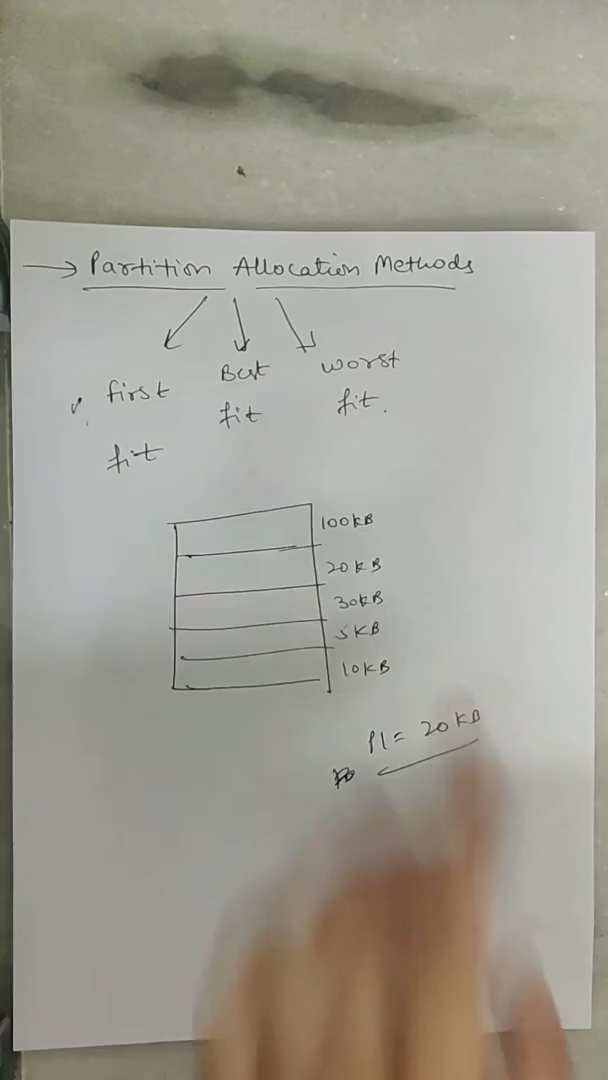 → Partition Allocation Methods
first fit
Best fit
worst fit.
100KB
20KB
30KB
5KB
10KB
P1 = 20KB